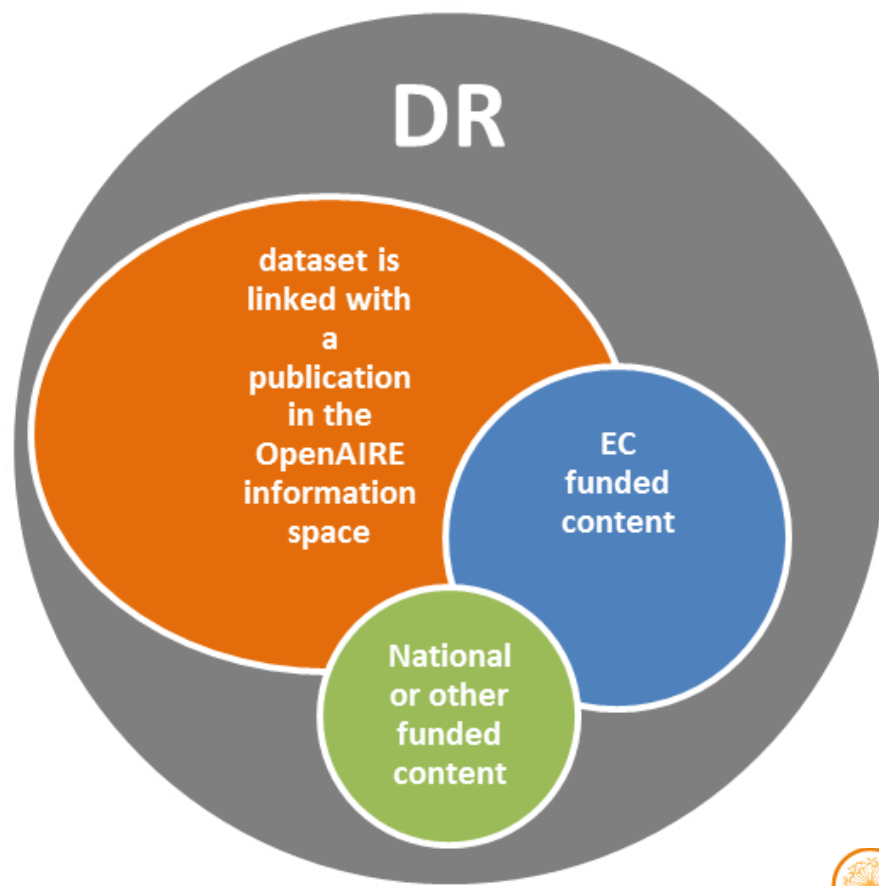 DR
dataset is
linked with
a
publication
in the
OpenAIRE
information
space
EC
funded
content
National
or other
funded
content